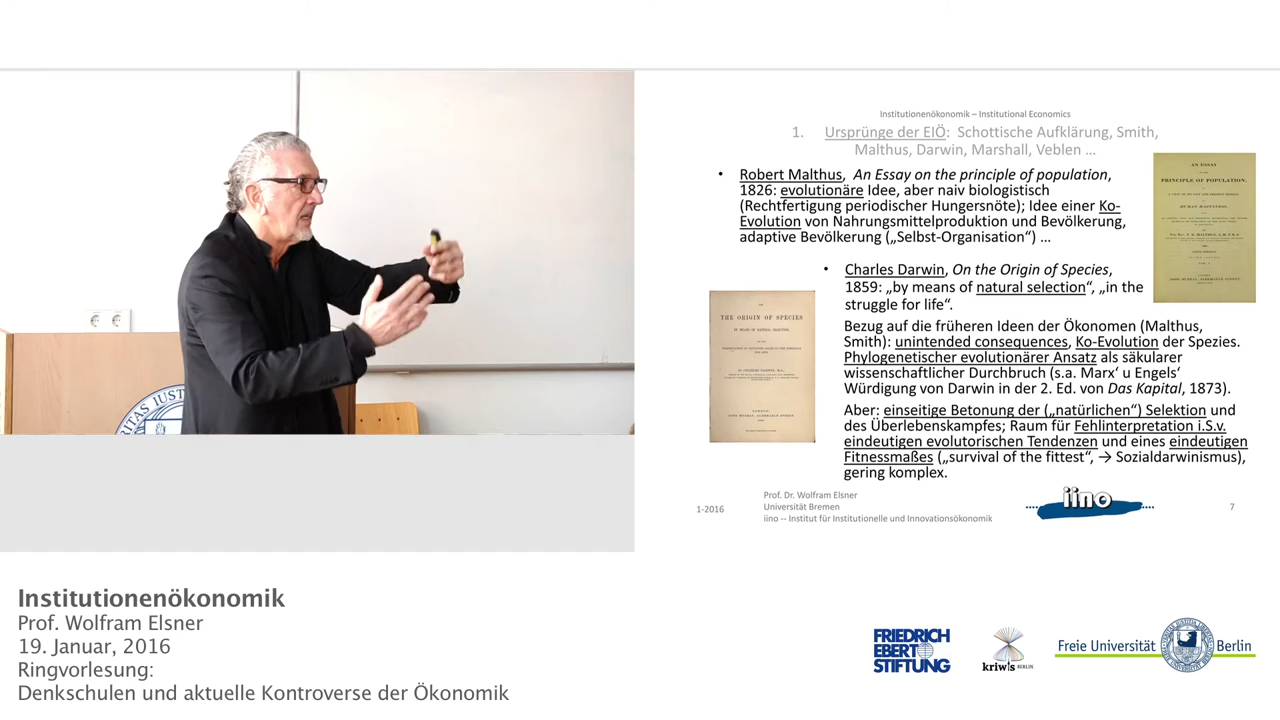 Institutionenökonomik – Institutional Economics
1. Ursprünge der EIÖ: Schottische Aufklärung, Smith,
Malthus, Darwin, Marshall, Veblen ...
• Robert Malthus, An Essay on the principle of population,
1826: evolutionäre Idee, aber naiv biologistisch
(Rechtfertigung periodischer Hungersnöte); Idee einer Ko-
Evolution von Nahrungsmittelproduktion und Bevölkerung,
adaptive Bevölkerung („Selbst-Organisation“) ...
AN ESSAY
PRINCIPLE OF POPULATION,
HUMAN HAPPINESS,
• Charles Darwin, On the Origin of Species,
1859: „by means of natural selection“, „in the
struggle for life“.
Bezug auf die früheren Ideen der Ökonomen (Malthus,
Smith): unintended consequences, Ko-Evolution der Spezies.
Phylogenetischer evolutionärer Ansatz als säkularer
wissenschaftlicher Durchbruch (s.a. Marx‘ u Engels‘
Würdigung von Darwin in der 2. Ed. von Das Kapital, 1873).
Aber: einseitige Betonung der („natürlichen“) Selektion und
des Überlebenskampfes; Raum für Fehlinterpretation i.S.v.
eindeutigen evolutorischen Tendenzen und eines eindeutigen
Fitnessmaßes („survival of the fittest“, → Sozialdarwinismus),
gering komplex.
THE ORIGIN OF SPECIES
1-2016
Prof. Dr. Wolfram Elsner
Universität Bremen
iino -- Institut für Institutionelle und Innovationsökonomik
iino
7
ITAS JUST
Institutionenökonomik
Prof. Wolfram Elsner
19. Januar, 2016
Ringvorlesung:
Denkschulen und aktuelle Kontroverse der Ökonomik
FRIEDRICH
EBERT
STIFTUNG
kriwis BERLIN
Freie Universität Berlin